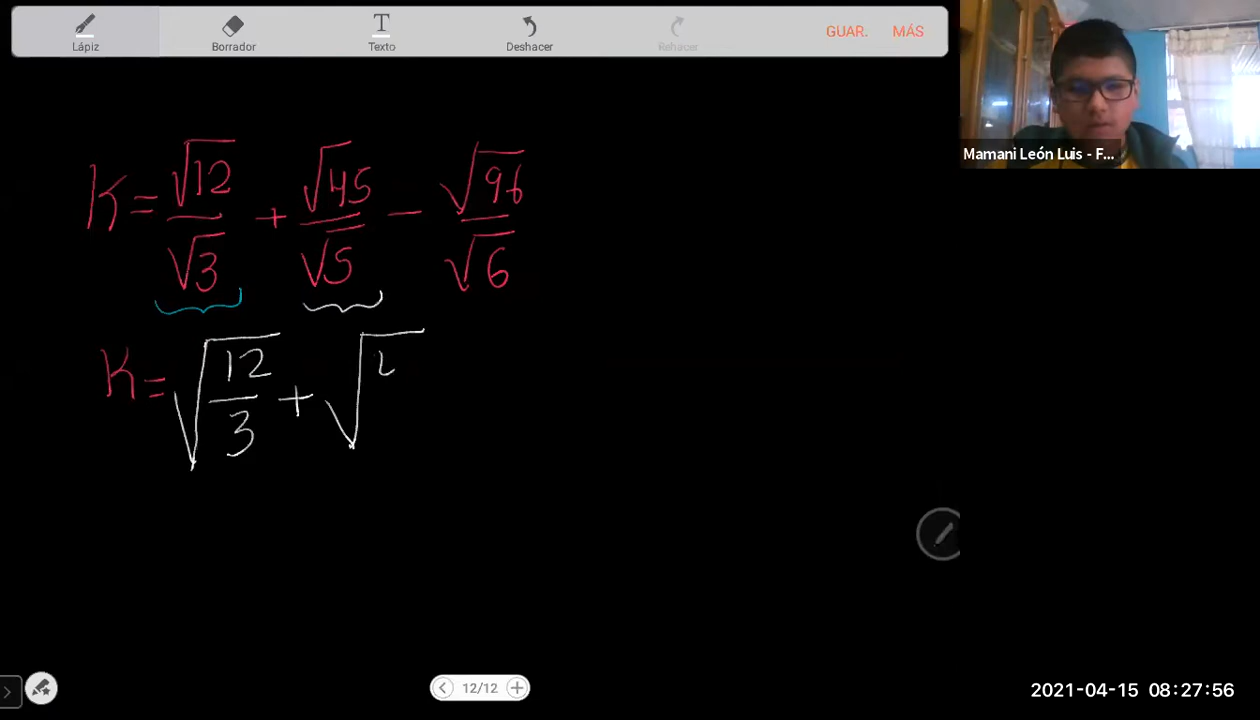 Lápiz Borrador Texto Deshacer Rehacer GUAR. MÁS
Mamani León Luis - F...
K = √12/√3 + √45/√5 - √96/√6
K = √12/3 + √
12/12
2021-04-15 08:27:56